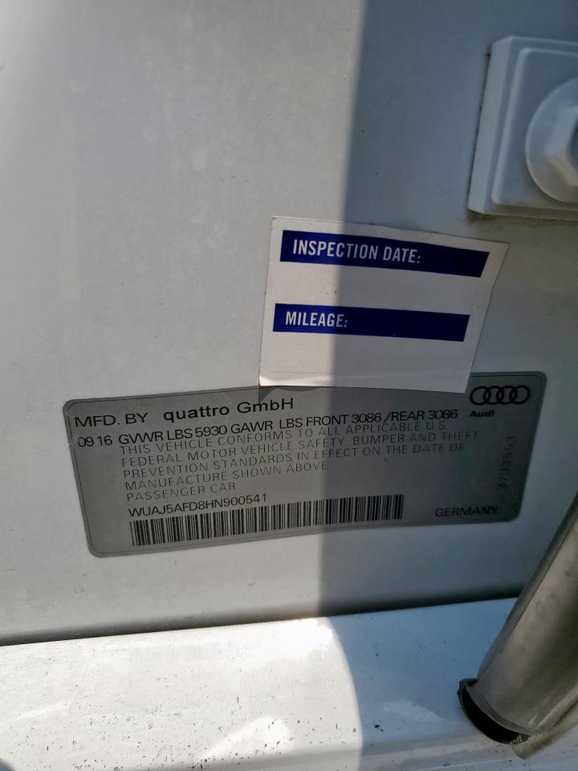 INSPECTION DATE:
MILEAGE:
MFD. BY quattro GmbH
Audi
09 16 GVWR LBS 5930 GAWR LBS FRONT 3086 /REAR 3086
THIS VEHICLE CONFORMS TO ALL APPLICABLE U.S.
FEDERAL MOTOR VEHICLE SAFETY, BUMPER AND THEFT
PREVENTION STANDARDS IN EFFECT ON THE DATE OF
MANUFACTURE SHOWN ABOVE
PASSENGER CAR
WUAJ5AFD8HN900541
GERMANY